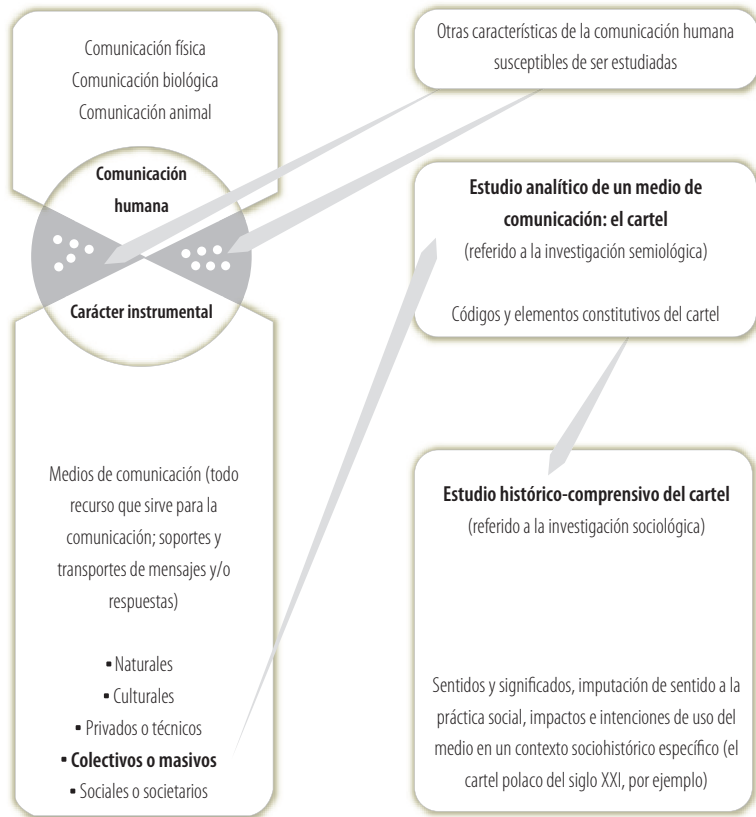 Comunicación física
Comunicación biológica
Comunicación animal
Comunicación
humana
Carácter instrumental
Medios de comunicación (todo
recurso que sirve para la
comunicación; soportes y
transportes de mensajes y/o
respuestas)
▪ Naturales
▪ Culturales
▪ Privados o técnicos
▪ Colectivos o masivos
▪ Sociales o societarios
Otras características de la comunicación humana
susceptibles de ser estudiadas
Estudio analítico de un medio de
comunicación: el cartel
(referido a la investigación semiológica)
Códigos y elementos constitutivos del cartel
Estudio histórico-comprensivo del cartel
(referido a la investigación sociológica)
Sentidos y significados, imputación de sentido a la
práctica social, impactos e intenciones de uso del
medio en un contexto sociohistórico específico (el
cartel polaco del siglo XXI, por ejemplo)